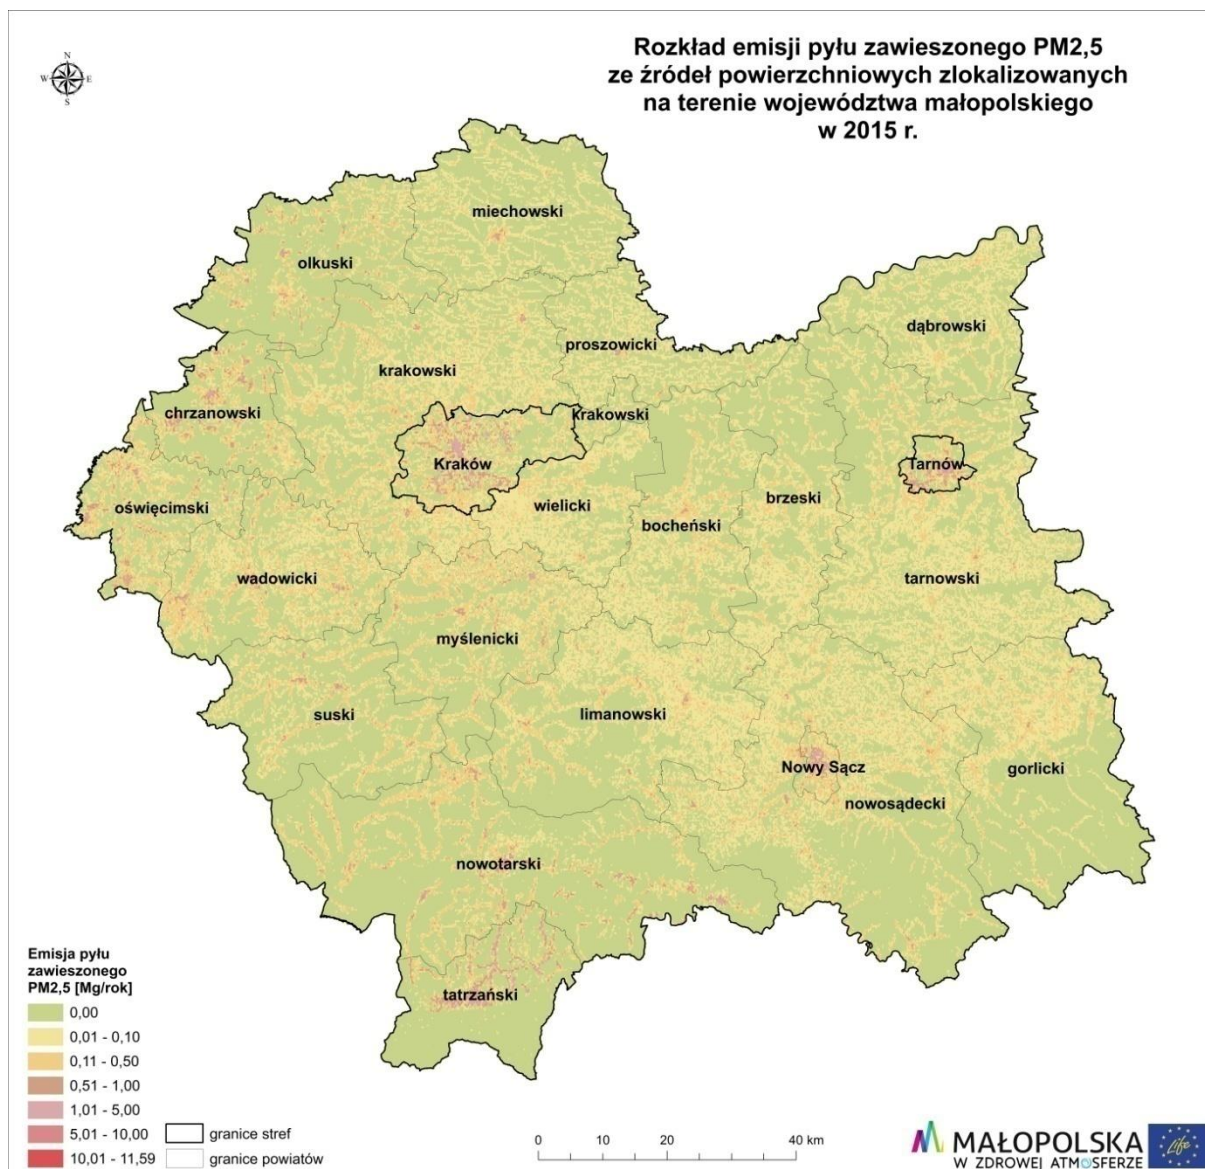 Rozkład emisji pyłu zawieszonego PM2,5
ze źródeł powierzchniowych zlokalizowanych
na terenie województwa małopolskiego
w 2015 r.
N
W E
S
miechowski
olkuski
dąbrowski
proszowicki
krakowski
chrzanowski
krakowski
Kraków
Tarnów
oświęcimski
wielicki
brzeski
bocheński
wadowicki
tarnowski
myślenicki
suski
limanowski
Nowy Sącz
gorlicki
nowosądecki
nowotarski
tatrzański
Emisja pyłu
zawieszonego
PM2,5 [Mg/rok]
0,00
0,01 - 0,10
0,11 - 0,50
0,51 - 1,00
1,01 - 5,00
5,01 - 10,00
10,01 - 11,59
granice stref
granice powiatów
0 10 20 40 km
MAŁOPOLSKA
W ZDROWEJ ATMOSFERZE
Life